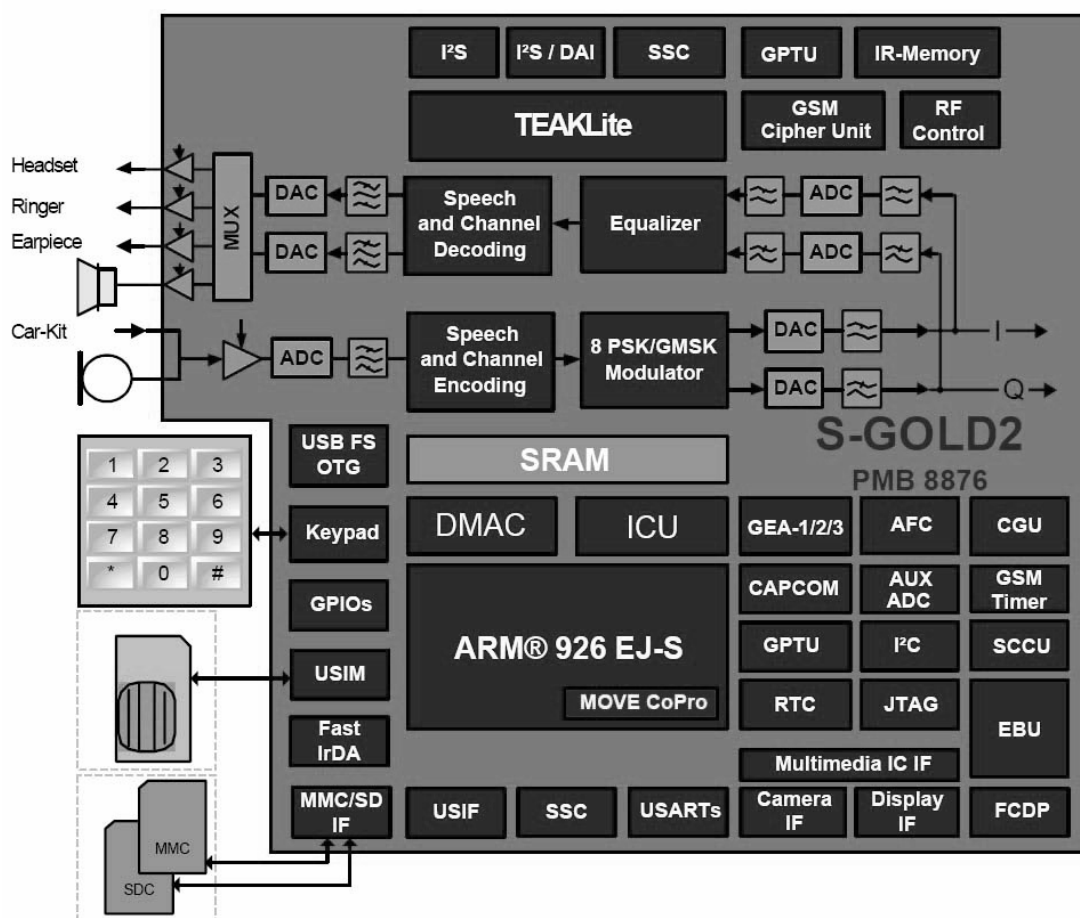 I²S
I²S / DAI
SSC
GPTU
IR-Memory
TEAKLite
GSM
Cipher Unit
RF
Control
Headset
Ringer
Earpiece
Car-Kit
MUX
DAC
DAC
Speech
and Channel
Decoding
Equalizer
ADC
ADC
ADC
Speech
and Channel
Encoding
8 PSK/GMSK
Modulator
DAC
DAC
I
Q
S-GOLD2
PMB 8876
USB FS
OTG
SRAM
1 2 3
4 5 6
7 8 9
* 0 #
Keypad
DMAC
ICU
GEA-1/2/3
AFC
CGU
GPIOs
CAPCOM
AUX
ADC
GSM
Timer
ARM® 926 EJ-S
MOVE CoPro
USIM
GPTU
I²C
SCCU
RTC
JTAG
EBU
Fast
IrDA
Multimedia IC IF
MMC/SD
IF
USIF
SSC
USARTs
Camera
IF
Display
IF
FCDP
MMC
SDC